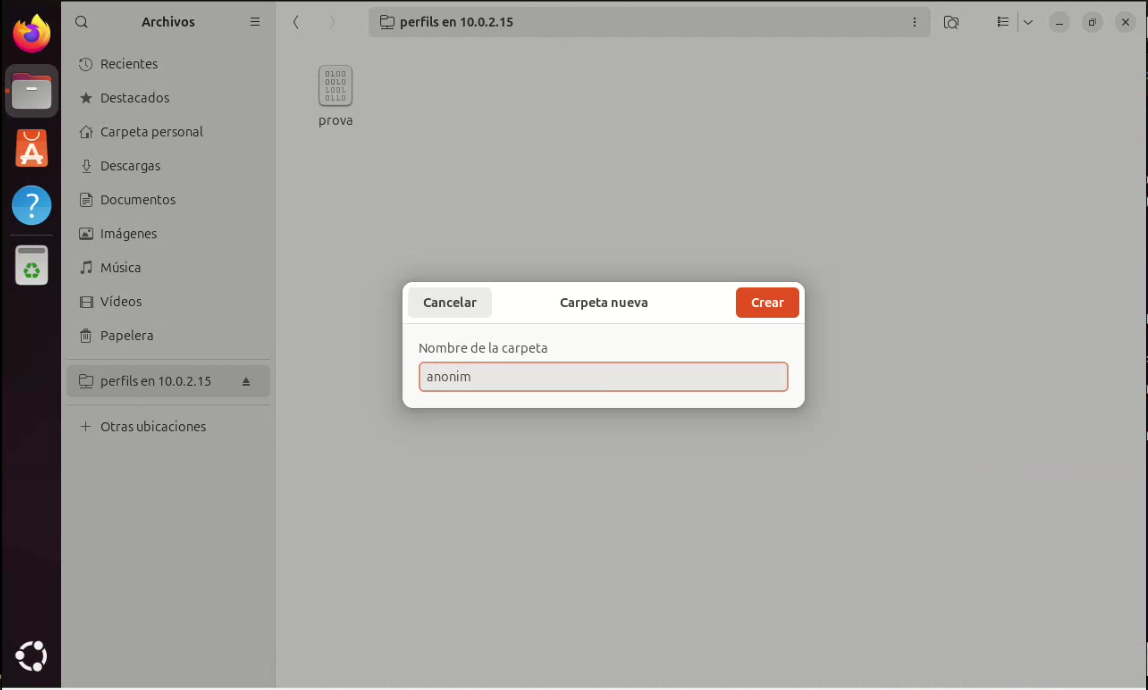 Archivos
perfils en 10.0.2.15
Recientes
Destacados
Carpeta personal
Descargas
Documentos
Imágenes
Música
Vídeos
Papelera
perfils en 10.0.2.15
Otras ubicaciones
0100
0010
1001
0110
prova
Cancelar
Carpeta nueva
Crear
Nombre de la carpeta
anonim